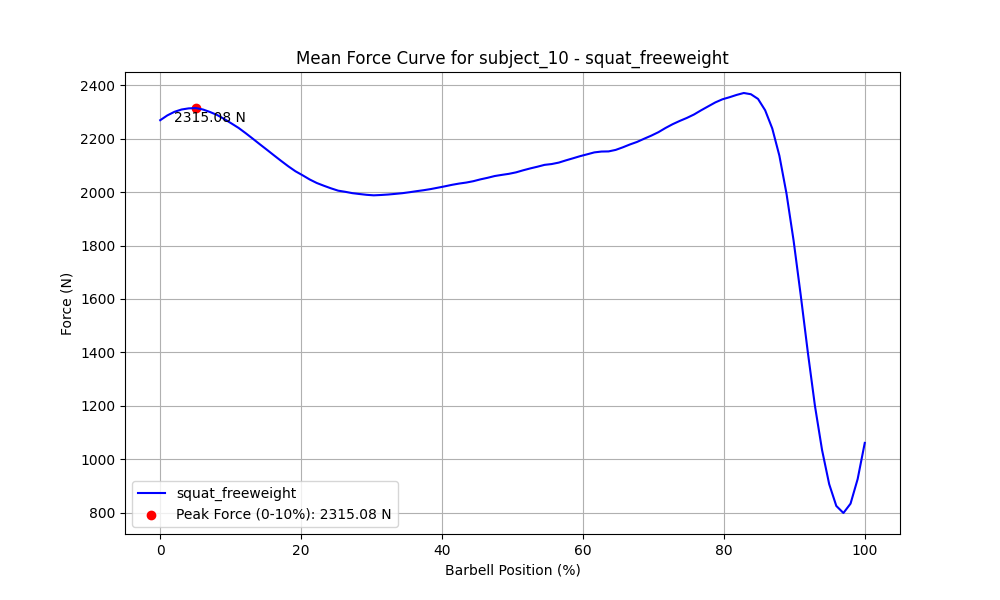 Mean Force Curve for subject_10 - squat_freeweight
2400
2200
2000
1800
1600
1400
1200
1000
800
Force (N)
2315.08 N
squat_freeweight
Peak Force (0-10%): 2315.08 N
0 20 40 60 80 100
Barbell Position (%)